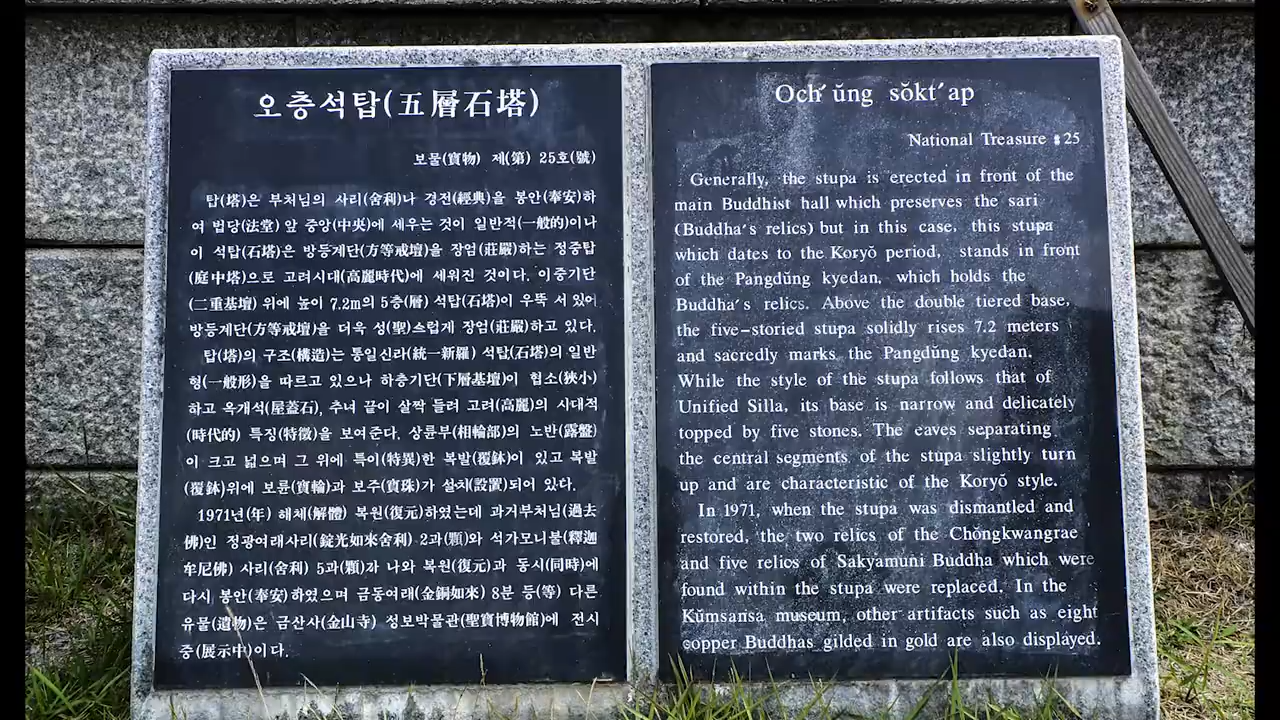 오층석탑(五層石塔)
보물(寶物) 제(第) 25호(號)
탑(塔)은 부처님의 사리(舍利)나 경전(經典)을 봉안(奉安)하
여 법당(法堂) 앞 중앙(中央)에 세우는 것이 일반적(一般的)이나
이 석탑(石塔)은 방등계단(方等戒壇)을 장엄(莊嚴)하는 정중탑
(庭中塔)으로 고려시대(高麗時代)에 세워진 것이다. 이중기단
(二重基壇) 위에 높이 7.2m의 5층(層) 석탑(石塔)이 우뚝 서 있어
방등계단(方等戒壇)을 더욱 성(聖)스럽게 장엄(莊嚴)하고 있다.
탑(塔)의 구조(構造)는 통일신라(統一新羅) 석탑(石塔)의 일반
형(一般形)을 따르고 있으나 하층기단(下層基壇)이 협소(狹小)
하고 옥개석(屋蓋石), 추녀 끝이 살짝 들려 고려(高麗)의 시대적
(時代的) 특징(特徵)을 보여준다. 상륜부(相輪部)의 노반(露盤)
이 크고 넓으며 그 위에 특이(特異)한 복발(覆鉢)이 있고 복발
(覆鉢)위에 보륜(寶輪)과 보주(寶珠)가 설치(設置)되어 있다.
1971년(年) 해체(解體) 복원(復元)하였는데 과거부처님(過去
佛)인 정광여래사리(錠光如來舍利) 2과(顆)와 석가모니불(釋迦
牟尼佛) 사리(舍利) 5과(顆)가 나와 복원(復元)과 동시(同時)에
다시 봉안(奉安)하였으며 금동여래(金銅如來) 8분 등(等) 다른
유물(遺物)은 금산사(金山寺) 성보박물관(聖寶博物館)에 전시
중(展示中)이다.
Och´ŭng sŏkt´ap
National Treasure #25
Generally, the stupa is erected in front of the
main Buddhist hall which preserves the sari
(Buddha's relics) but in this case, this stupa
which dates to the Koryŏ period, stands in front
of the Pangdŭng kyedan, which holds the
Buddha's relics. Above the double tiered base,
the five-storied stupa solidly rises 7.2 meters
and sacredly marks the Pangdŭng kyedan.
While the style of the stupa follows that of
Unified Silla, its base is narrow and delicately
topped by five stones. The eaves separating
the central segments of the stupa slightly turn
up and are characteristic of the Koryŏ style.
In 1971, when the stupa was dismantled and
restored, the two relics of the Chŏngkwangrae
and five relics of Sakyamuni Buddha which were
found within the stupa were replaced. In the
Kŭmsansa museum, other artifacts such as eight
copper Buddhas gilded in gold are also displayed.